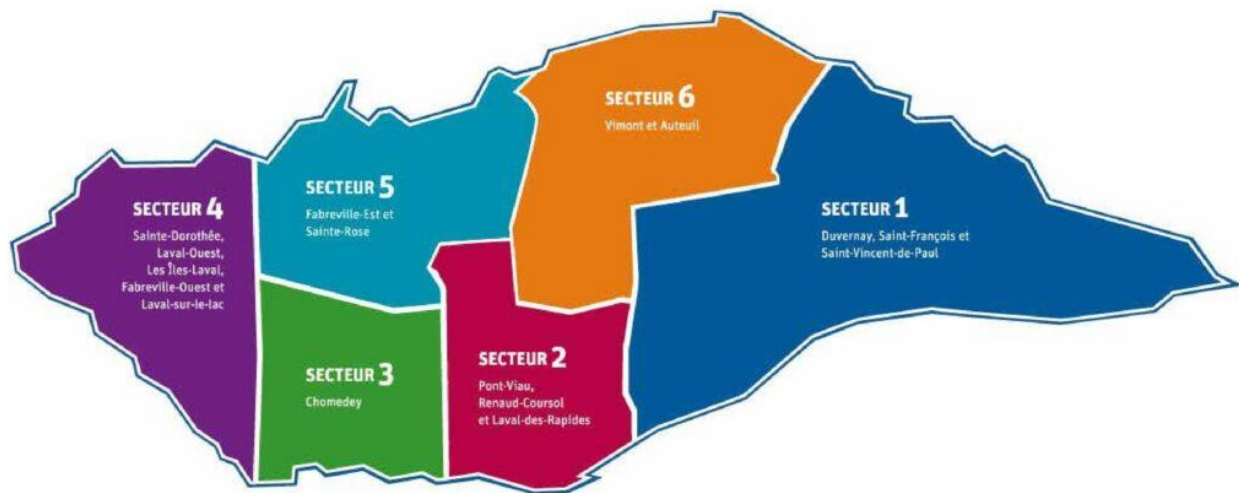 SECTEUR 6
Vimont et Auteuil
SECTEUR 5
Fabreville-Est et
Sainte-Rose
SECTEUR 4
Sainte-Dorothée,
Laval-Ouest,
Les Îles-Laval,
Fabreville-Ouest et
Laval-sur-le-lac
SECTEUR 1
Duvernay, Saint-François et
Saint-Vincent-de-Paul
SECTEUR 3
Chomedey
SECTEUR 2
Pont-Viau,
Renaud-Coursol
et Laval-des-Rapides